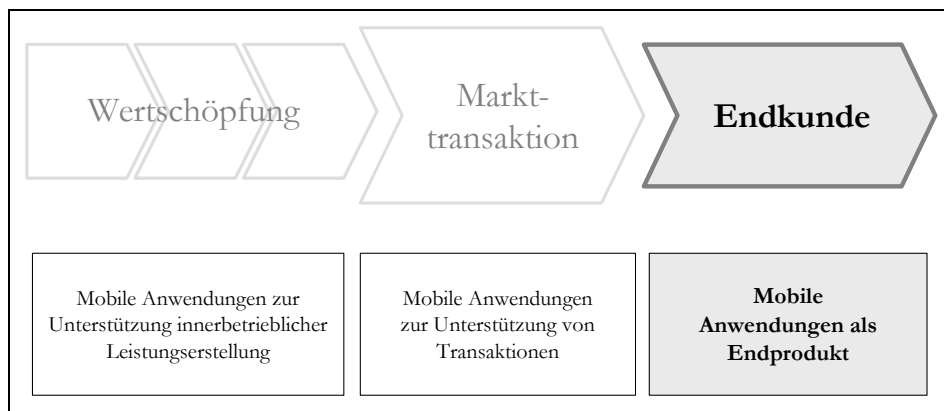 Wertschöpfung
Markt-
transaktion
Endkunde
Mobile Anwendungen zur
Unterstützung innerbetrieblicher
Leistungserstellung
Mobile Anwendungen
zur Unterstützung von
Transaktionen
Mobile
Anwendungen als
Endprodukt